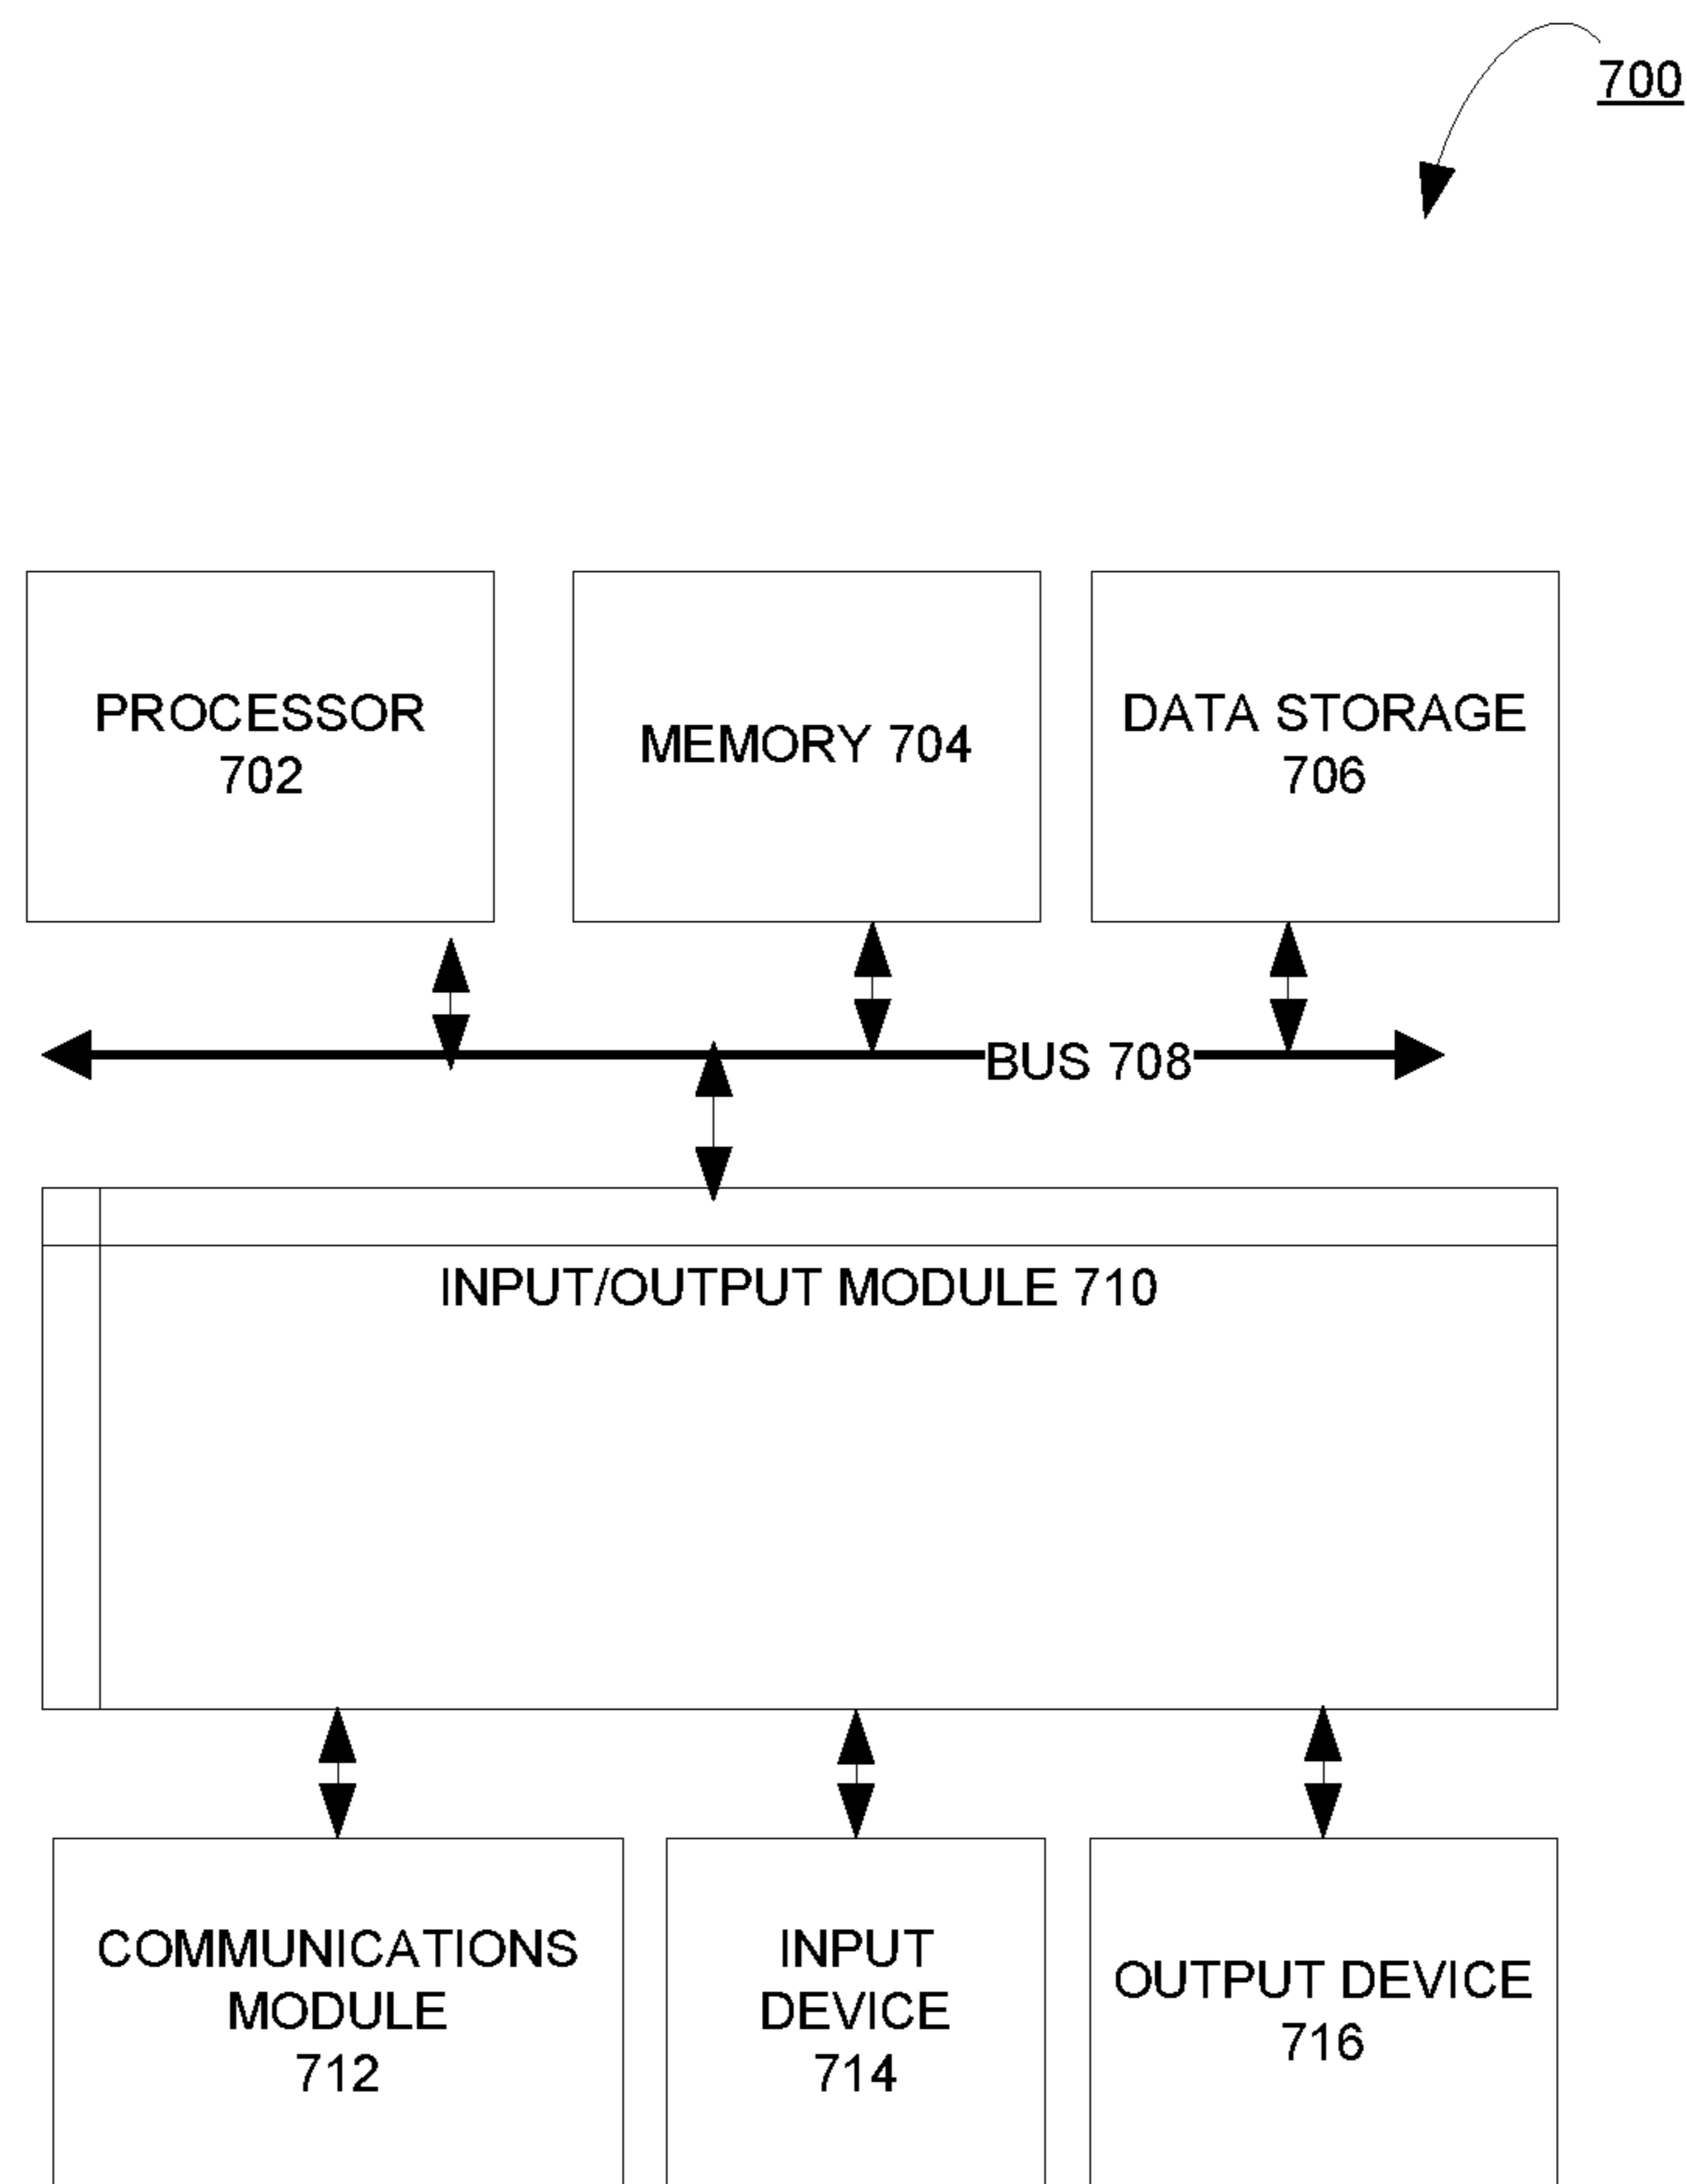 700
PROCESSOR
702
MEMORY 704
DATA STORAGE
706
BUS 708
INPUT/OUTPUT MODULE 710
COMMUNICATIONS
MODULE
712
INPUT
DEVICE
714
OUTPUT DEVICE
716